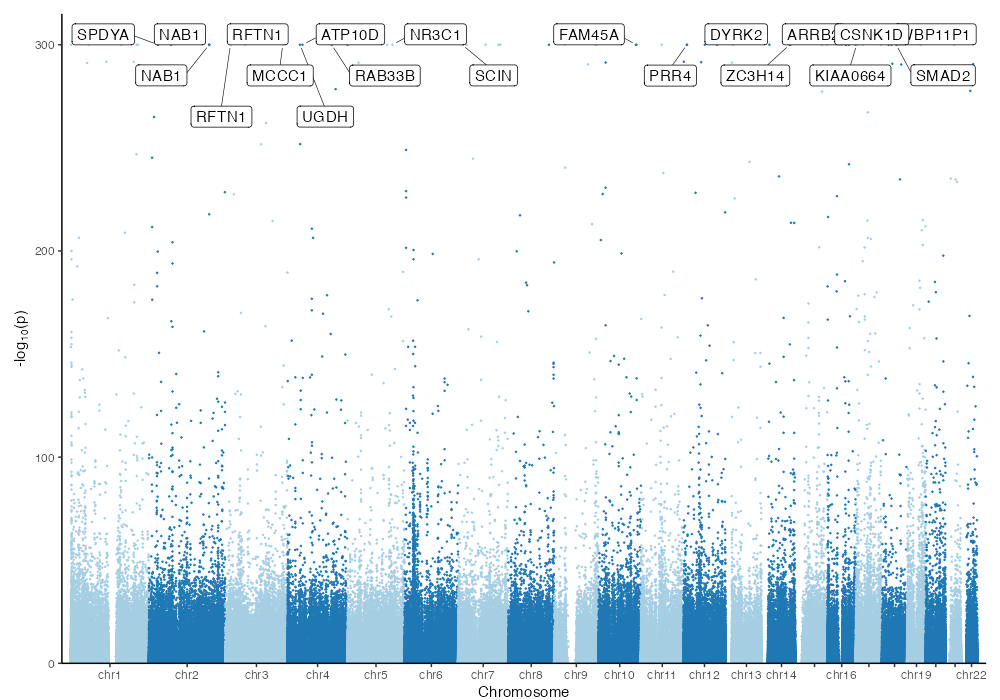 SPDYA NAB1 RFTN1 ATP10D NR3C1 FAM45A DYRK2 CSNK1D
NAB1 MCCC1 RAB33B SCIN PRR4 ZC3H14 KIAA0664 SMAD2
RFTN1 UGDH
300
200
100
0
-log10(p)
chr1 chr2 chr3 chr4 chr5 chr6 chr7 chr8 chr9 chr10 chr11 chr12 chr13 chr14 chr16 chr19 chr22
Chromosome